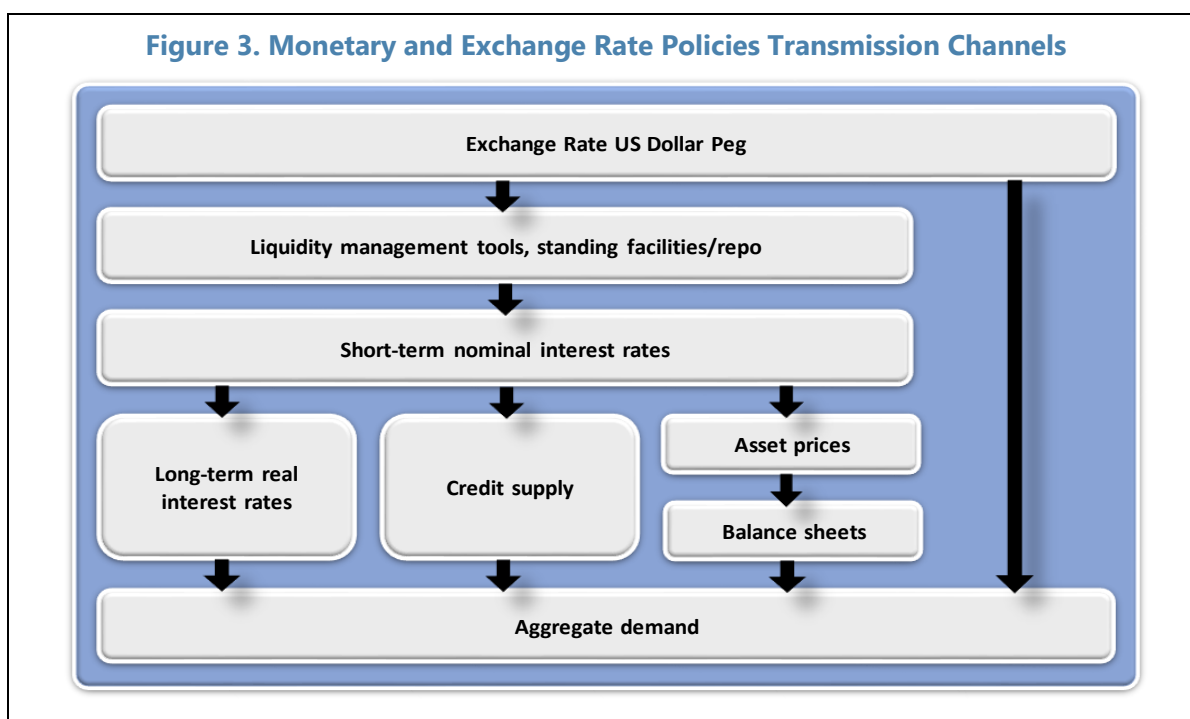 Figure 3. Monetary and Exchange Rate Policies Transmission Channels
Exchange Rate US Dollar Peg
Liquidity management tools, standing facilities/repo
Short-term nominal interest rates
Long-term real
interest rates
Credit supply
Asset prices
Balance sheets
Aggregate demand